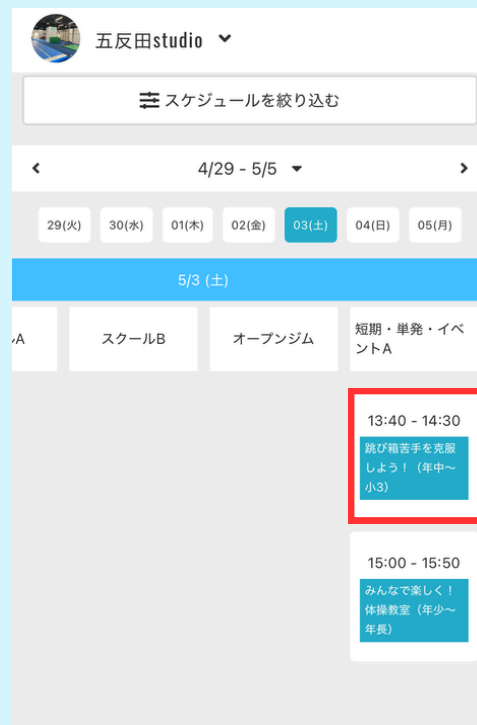 五反田studio
スケジュールを絞り込む
4/29 - 5/5
29(火) 30(水) 01(木) 02(金) 03(土) 04(日) 05(月)
5/3 (土)
A スクールB オープンジム 短期・単発・イベ
ントA
13:40 - 14:30
跳び箱苦手を克服
しよう！（年中〜
小3）
15:00 - 15:50
みんなで楽しく！
体操教室（年少〜
年長）